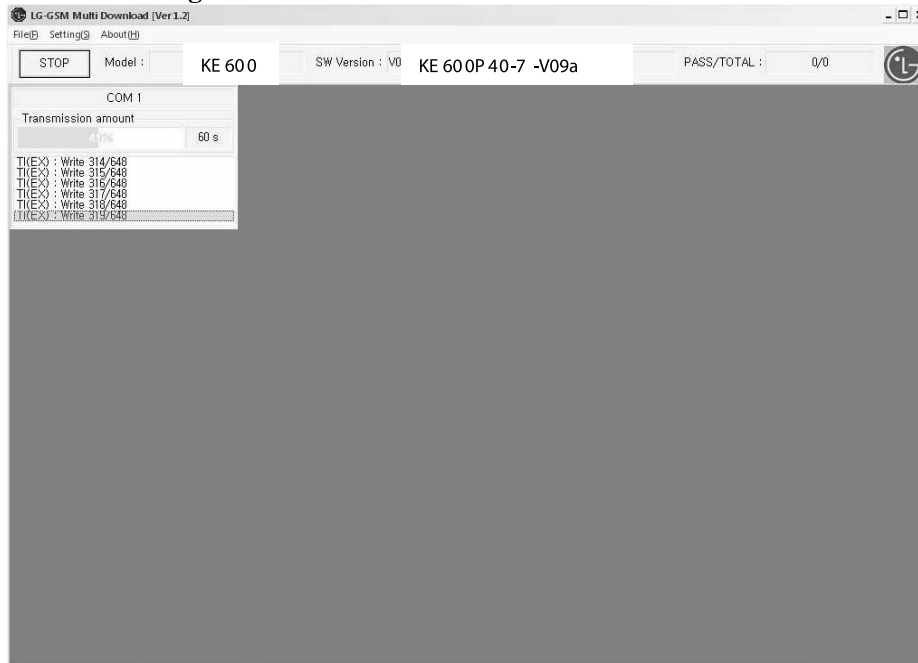 LG-GSM Multi Download [Ver1.2]
File(F) Setting(S) About(H)
STOP Model : KE 600 SW Version : V0 KE 600P 40-7 -V09a PASS/TOTAL : 0/0
COM 1
Transmission amount
49% 60 s
TI(EX) : Write 314/648
TI(EX) : Write 315/648
TI(EX) : Write 316/648
TI(EX) : Write 317/648
TI(EX) : Write 318/648
TI(EX) : Write 319/648